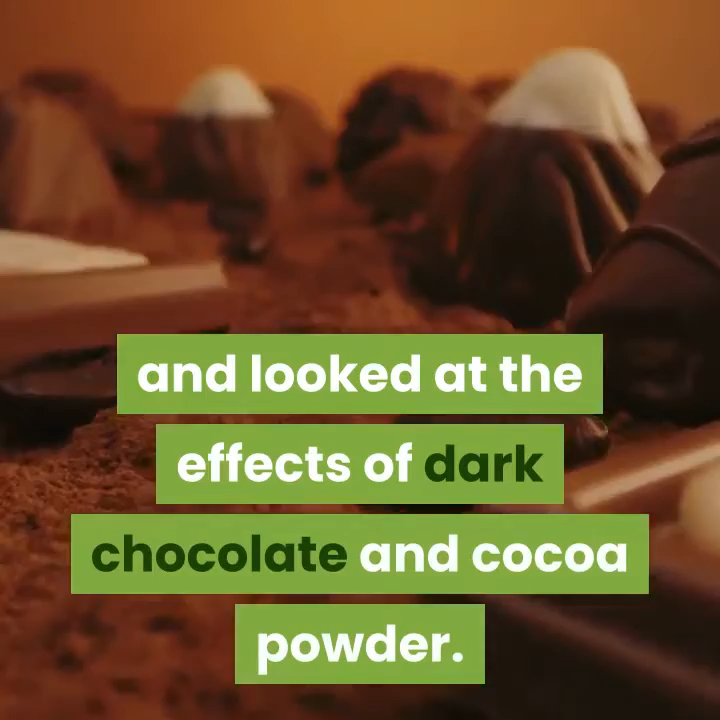 and looked at the
effects of dark
chocolate and cocoa
powder.